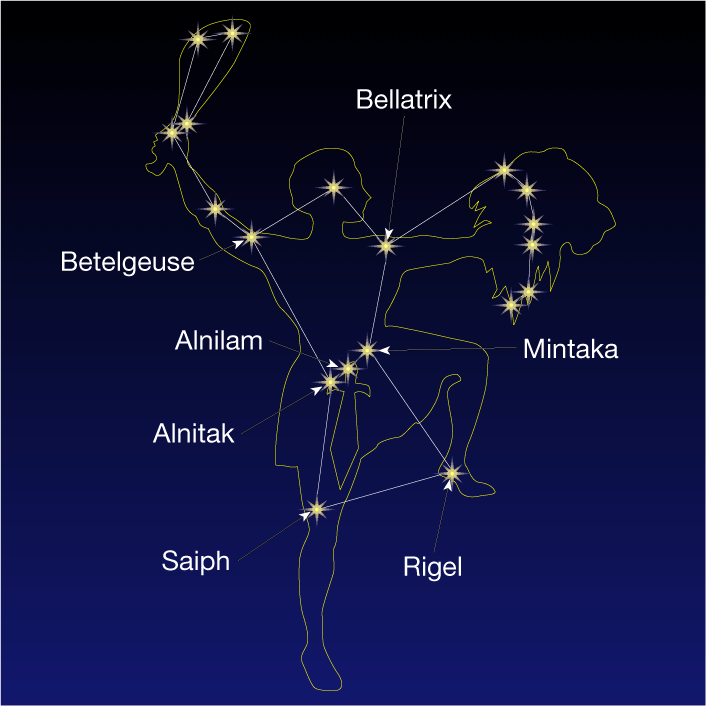 Bellatrix
Betelgeuse
Alnilam
Mintaka
Alnitak
Saiph
Rigel